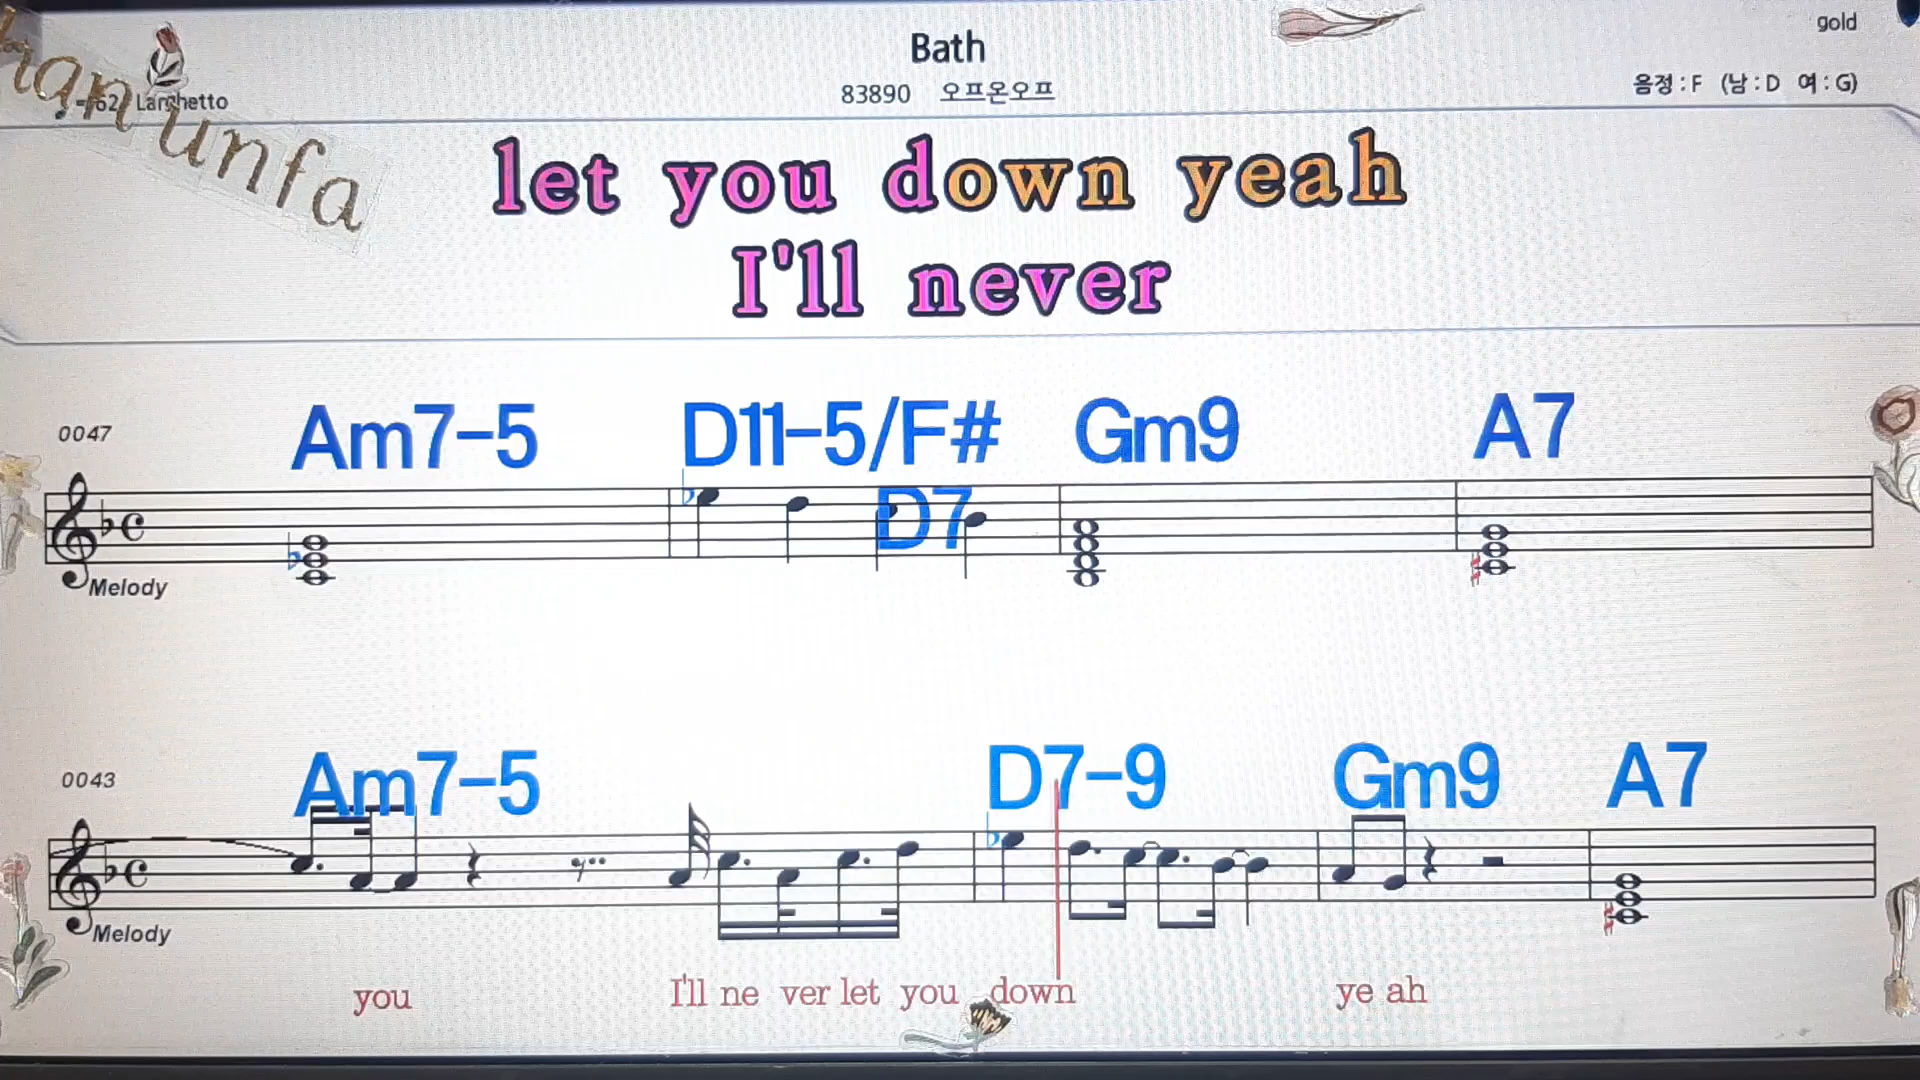 gold
Bath
83890 오프온오프
음정 : F (남 : D 여 : G)
Larghetto
unfa
let you down yeah
I'll never
0047
Am7-5 D11-5/F# Gm9 A7
D7
Melody
0043
Am7-5 D7-9 Gm9 A7
Melody
you I'll ne ver let you down ye ah